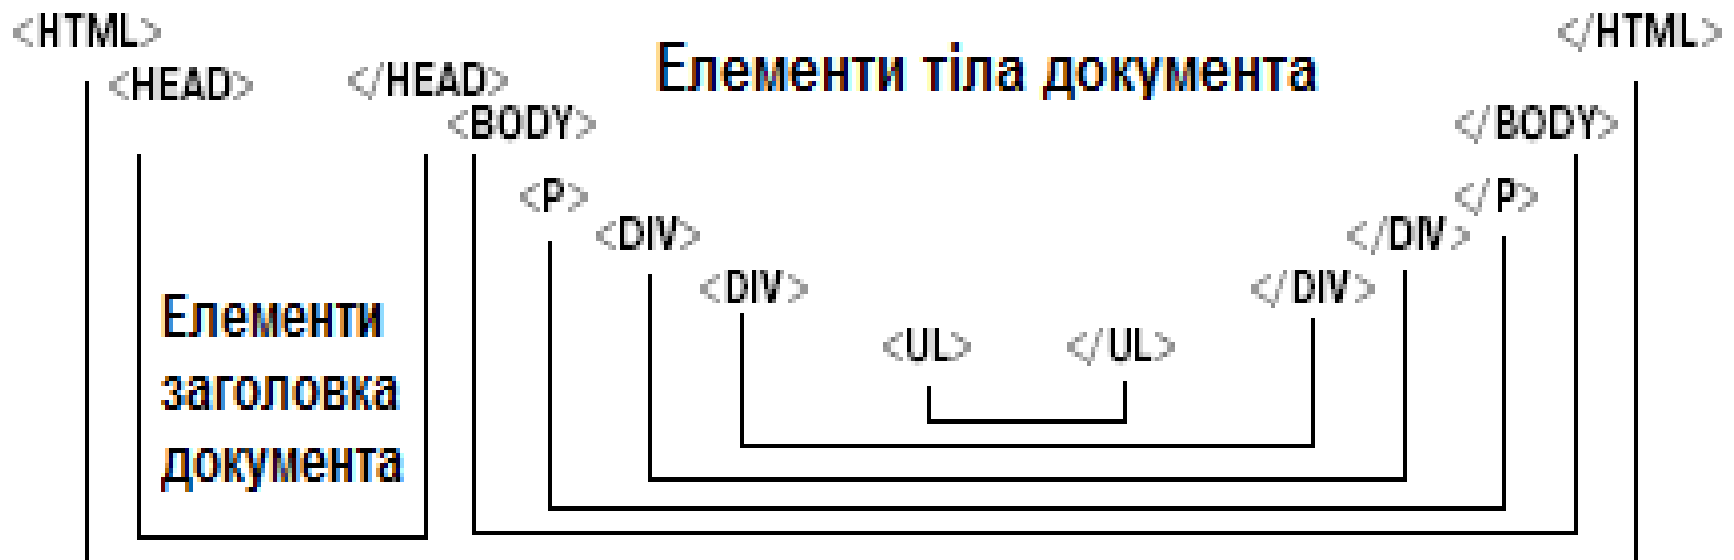 <HTML> </HTML>
<HEAD> </HEAD> Елементи тіла документа
<BODY> </BODY>
<P> </P>
<DIV> </DIV>
<DIV> </DIV>
<UL> </UL>
Елементи
заголовка
документа